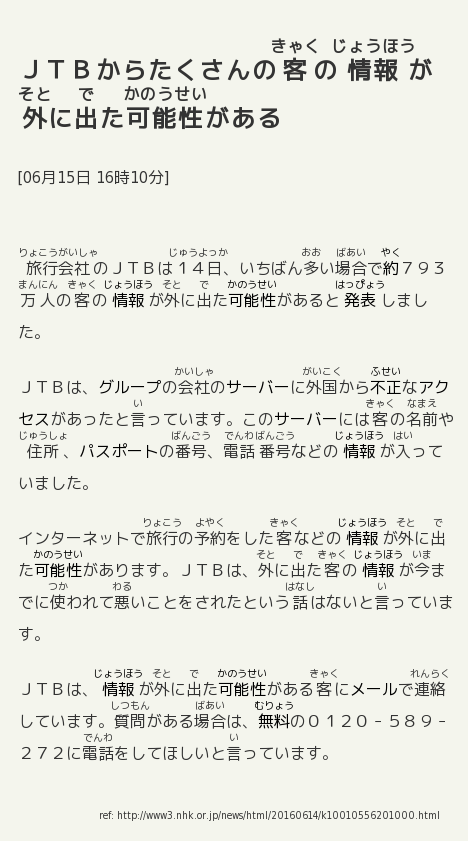 きゃく じょうほう
ＪＴＢからたくさんの客の情報が
そと で かのうせい
外に出た可能性がある
[06月15日 16時10分]
りょこうがいしゃ じゅうよっか おお ばあい やく
旅行会社のＪＴＢは１４日、いちばん多い場合で約７９３
まんにん きゃく じょうほう そと で かのうせい はっぴょう
万人の客の情報が外に出た可能性があると発表しまし
た。
かいしゃ がいこく ふせい
ＪＴＢは、グループの会社のサーバーに外国から不正なアク
い きゃく なまえ
セスがあったと言っています。このサーバーには客の名前や
じゅうしょ ばんごう でんわばんごう じょうほう はい
住所、パスポートの番号、電話番号などの情報が入って
いました。
りょこう よやく きゃく じょうほう そと で
インターネットで旅行の予約をした客などの情報が外に出
かのうせい そと で きゃく じょうほう いま
た可能性があります。ＪＴＢは、外に出た客の情報が今ま
つか わる はなし い
でに使われて悪いことをされたという話はないと言っていま
す。
じょうほう そと で かのうせい きゃく れんらく
ＪＴＢは、情報が外に出た可能性がある客にメールで連絡
しつもん ばあい むりょう
しています。質問がある場合は、無料の０１２０－５８９－
でんわ い
２７２に電話をしてほしいと言っています。
ref: http://www3.nhk.or.jp/news/html/20160614/k10010556201000.html